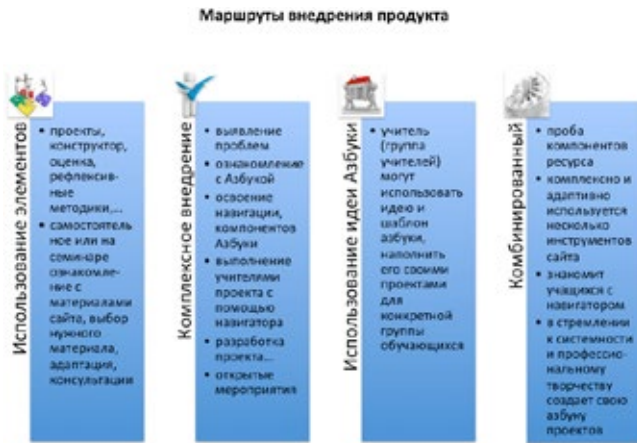 Маршруты внедрения продукта
Использование элементов
• проекты,
конструктор,
оценка,
рефлексив-
ные
методики,...
• самостоятель
ное или на
семинаре
ознакомле-
ние с
материалами
сайта, выбор
нужного
материала,
адаптация,
консультации
Комплексное внедрение
• выявление
проблем
• ознакомление
с Азбукой
• освоение
навигации,
компонентов
Азбуки
• выполнение
учителями
проекта с
помощью
навигатора
• разработка
проекта...
• открытые
мероприятия
Использование идеи Азбуки
• учитель
(группа
учителей)
могут
использовать
идею и
шаблон
азбуки,
наполнить
его своими
проектами
для
конкретной
группы
обучающихся
Комбинированный
• проба
компонентов
ресурса
• комплексно и
адаптивно
используется
несколько
инструментов
сайта
• знакомит
учащихся с
навигатором
• в стремлении
к системности
и профессио-
нальному
творчеству
создает свою
азбуку
проектов